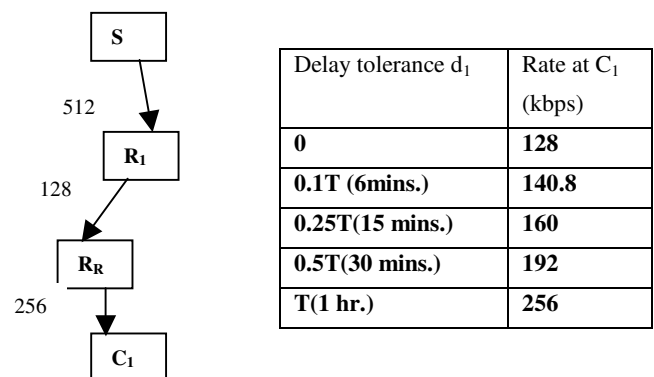 S
512
R₁
128
R_R
256
C₁
Delay tolerance d₁ Rate at C₁
(kbps)
0 128
0.1T (6mins.) 140.8
0.25T(15 mins.) 160
0.5T(30 mins.) 192
T(1 hr.) 256